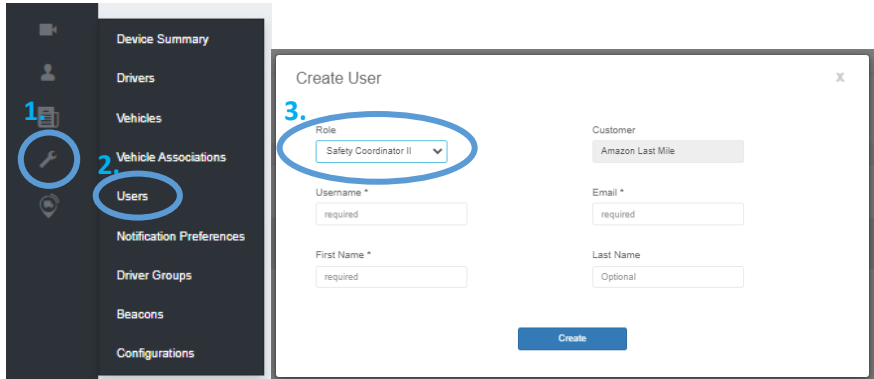 Device Summary
Drivers
1.
Vehicles
2.
Vehicle Associations
Users
Notification Preferences
Driver Groups
Beacons
Configurations
Create User
X
3.
Role
Customer
Safety Coordinator II
Amazon Last Mile
Username *
Email *
required
required
First Name *
Last Name
required
Optional
Create